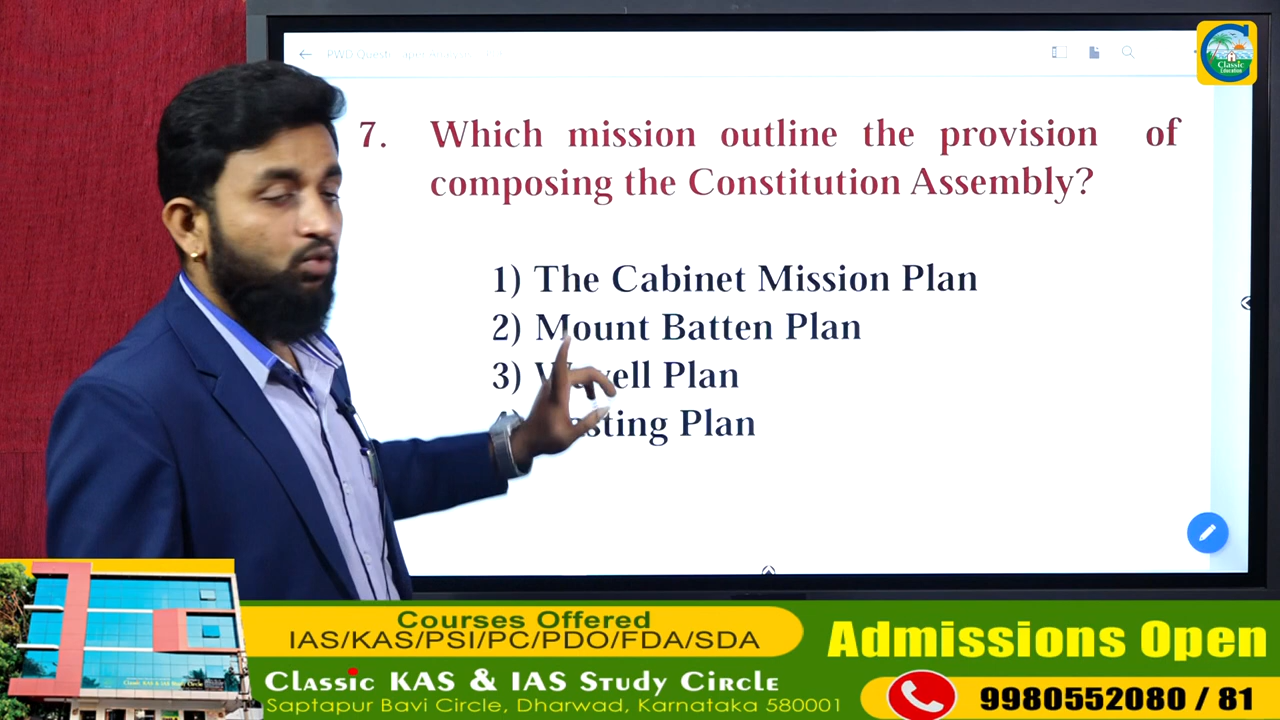 Classic
Education
7. Which mission outline the provision of
composing the Constitution Assembly?
1) The Cabinet Mission Plan
2) Mount Batten Plan
3) Plan
Plan
Courses Offered
IAS/KAS/PSI/PC/PDO/FDA/SDA
Classic KAS & IAS Study Circle
Saptapur Bavi Circle, Dharwad, Karnataka 580001
Admissions Open
9980552080 / 81